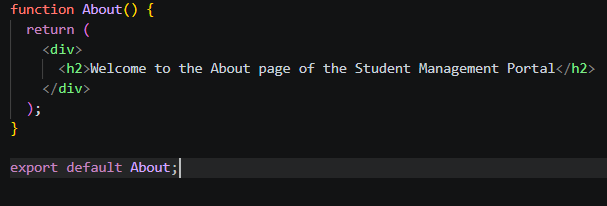 function About() {
  return (
    <div>
      <h2>Welcome to the About page of the Student Management Portal</h2>
    </div>
  );
}

export default About;